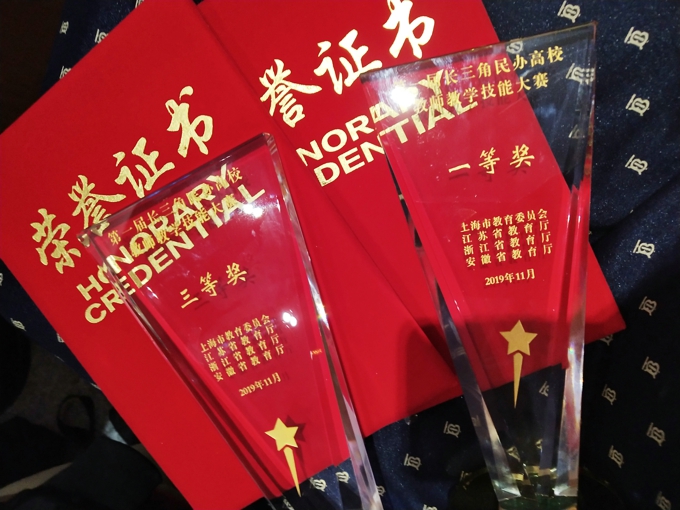 荣誉证书
HONORARY
CREDENTIAL
誉证书
NORARY
DENTIAL
第一届长三角民办高校
教师教学技能大赛
三等奖
上海市教育委员会
江苏省教育厅
浙江省教育厅
安徽省教育厅
2019年11月
届长三角民办高校
教师教学技能大赛
一等奖
上海市教育委员会
江苏省教育厅
浙江省教育厅
安徽省教育厅
2019年11月